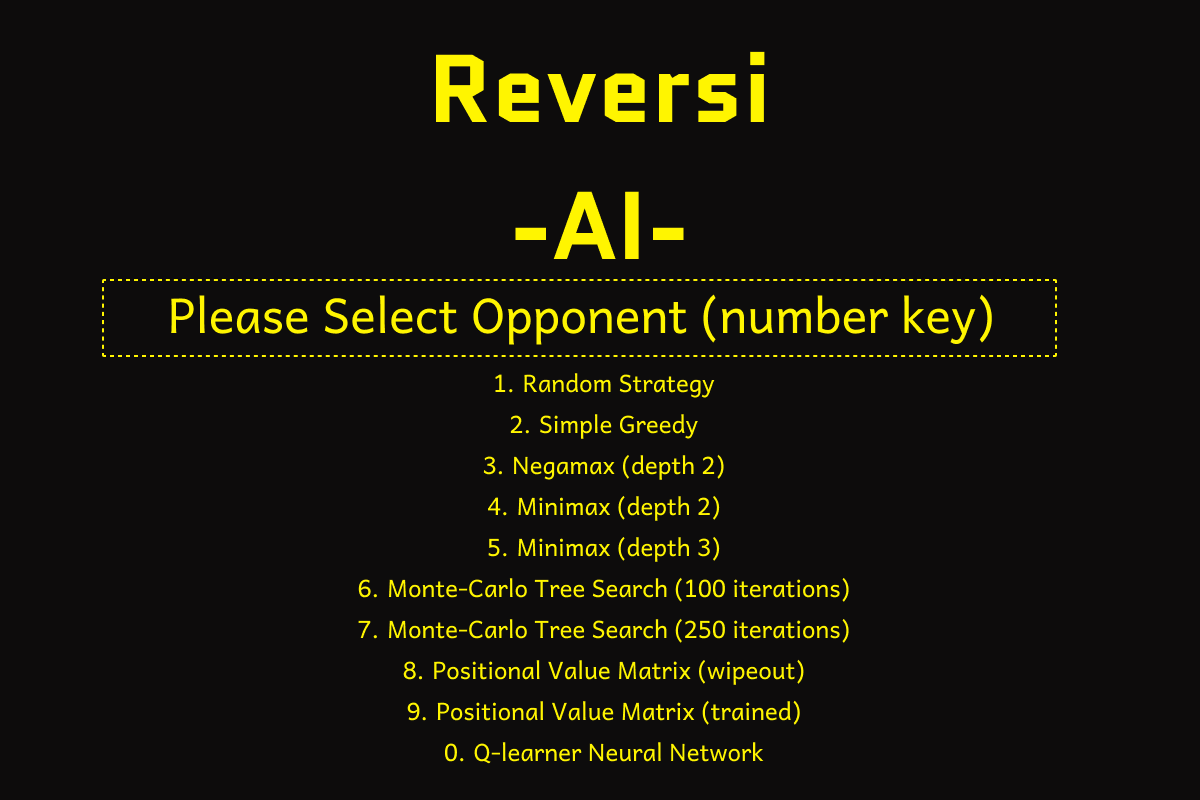 Reversi
-AI-
Please Select Opponent (number key)
1. Random Strategy
2. Simple Greedy
3. Negamax (depth 2)
4. Minimax (depth 2)
5. Minimax (depth 3)
6. Monte-Carlo Tree Search (100 iterations)
7. Monte-Carlo Tree Search (250 iterations)
8. Positional Value Matrix (wipeout)
9. Positional Value Matrix (trained)
0. Q-learner Neural Network